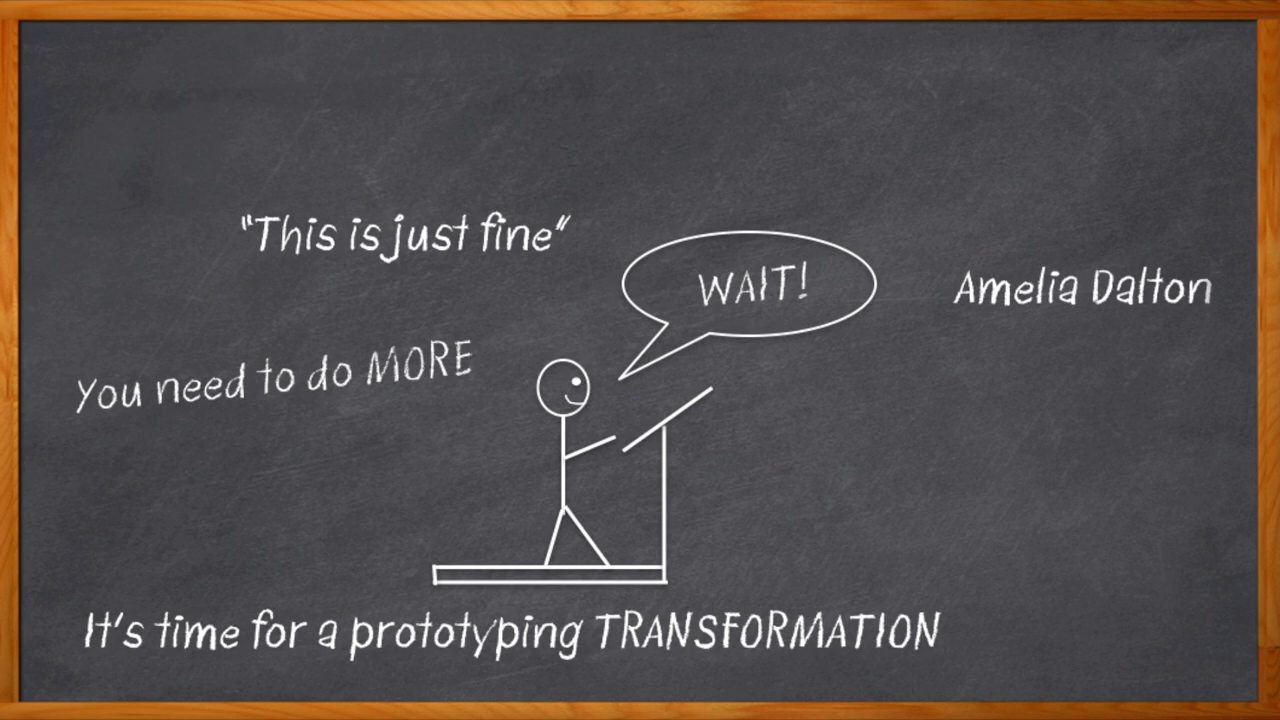 "This is just fine"
WAIT!
Amelia Dalton
You need to do MORE
It's time for a prototyping TRANSFORMATION